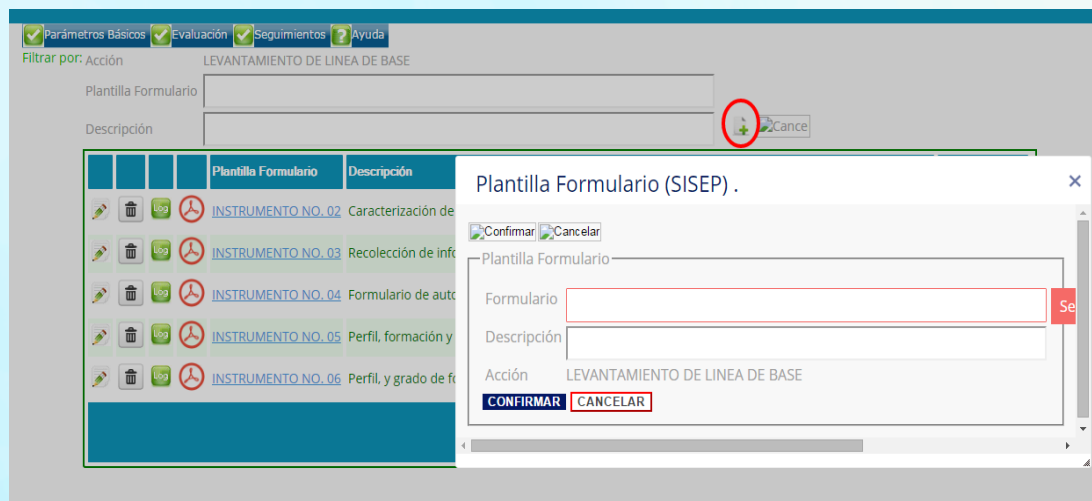 Parámetros Básicos Evaluación Seguimientos Ayuda
Filtrar por: Acción LEVANTAMIENTO DE LINEA DE BASE
Plantilla Formulario
Descripción
Cance
Plantilla Formulario Descripción
Log INSTRUMENTO NO. 02 Caracterización de
Log INSTRUMENTO NO. 03 Recolección de info
Log INSTRUMENTO NO. 04 Formulario de auto
Log INSTRUMENTO NO. 05 Perfil, formación y
Log INSTRUMENTO NO. 06 Perfil, y grado de fo
Plantilla Formulario (SISEP) .
×
Confirmar Cancelar
Plantilla Formulario
Formulario Se
Descripción
Acción LEVANTAMIENTO DE LINEA DE BASE
CONFIRMAR CANCELAR